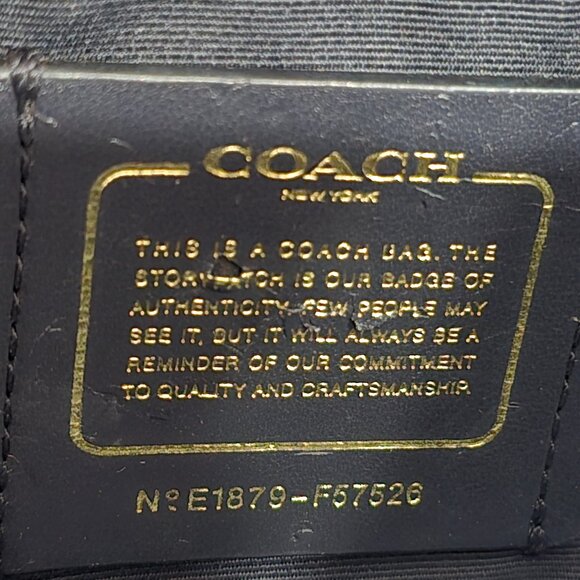 COACH
NEW YORK
THIS IS A COACH BAG. THE
STORYPATCH IS OUR BADGE OF
AUTHENTICITY. FEW PEOPLE MAY
SEE IT, BUT IT WILL ALWAYS BE A
REMINDER OF OUR COMMITMENT
TO QUALITY AND CRAFTSMANSHIP.
Nº E1879-F57526